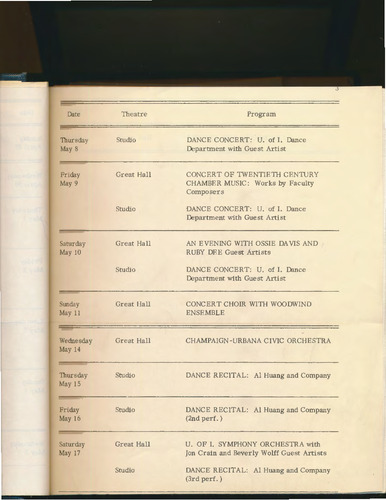 3
Date Theatre Program
Thursday Studio DANCE CONCERT: U. of I. Dance
May 8 Department with Guest Artist
Friday Great Hall CONCERT OF TWENTIETH CENTURY
May 9 CHAMBER MUSIC: Works by Faculty
Composers
Studio DANCE CONCERT: U. of I. Dance
Department with Guest Artist
Saturday Great Hall AN EVENING WITH OSSIE DAVIS AND
May 10 RUBY DEE Guest Artists
Studio DANCE CONCERT: U. of I. Dance
Department with Guest Artist
Sunday Great Hall CONCERT CHOIR WITH WOODWIND
May 11 ENSEMBLE
Wednesday Great Hall CHAMPAIGN-URBANA CIVIC ORCHESTRA
May 14
Thursday Studio DANCE RECITAL: Al Huang and Company
May 15
Friday Studio DANCE RECITAL: Al Huang and Company
May 16 (2nd perf.)
Saturday Great Hall U. OF I. SYMPHONY ORCHESTRA with
May 17 Jon Crain and Beverly Wolff Guest Artists
Studio DANCE RECITAL: Al Huang and Company
(3rd perf.)